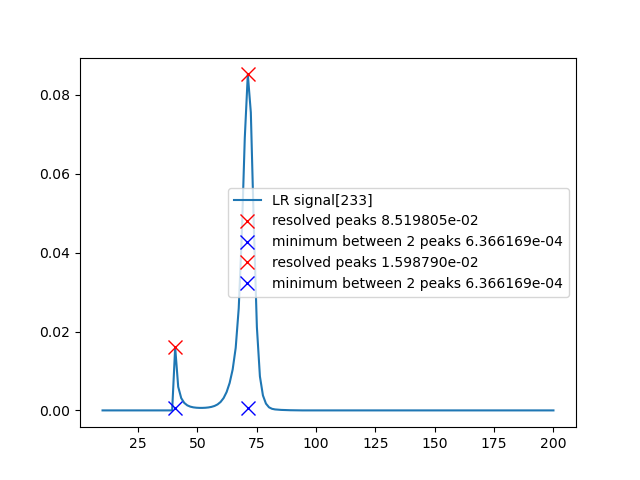 0.08
0.06
0.04
0.02
0.00
LR signal[233]
resolved peaks 8.519805e-02
minimum between 2 peaks 6.366169e-04
resolved peaks 1.598790e-02
minimum between 2 peaks 6.366169e-04
25 50 75 100 125 150 175 200